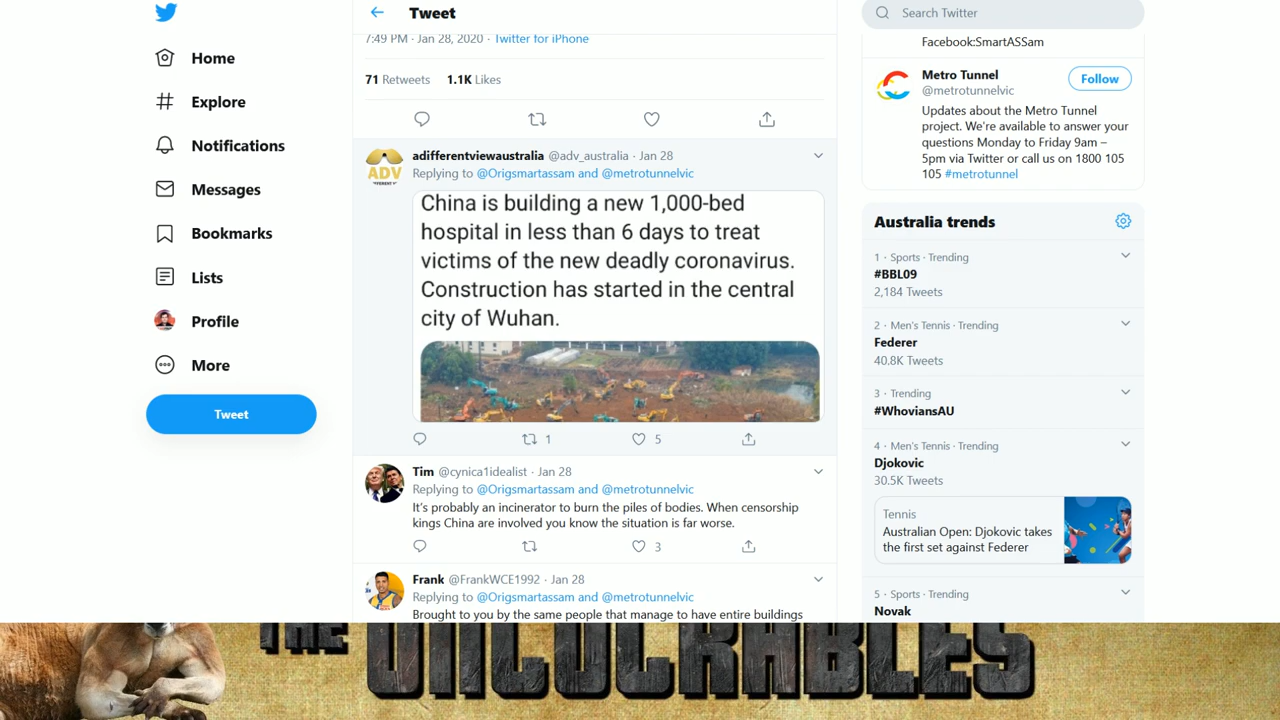 Home
Explore
Notifications
Messages
Bookmarks
Lists
Profile
More
Tweet
Tweet
7:49 PM · Jan 28, 2020 · Twitter for iPhone
71 Retweets 1.1K Likes
adifferentviewaustralia @adv_australia · Jan 28
Replying to @Origsmartassam and @metrotunnelvic
ADV
China is building a new 1,000-bed
hospital in less than 6 days to treat
victims of the new deadly coronavirus.
Construction has started in the central
city of Wuhan.
1 5
Tim @cynica1idealist · Jan 28
Replying to @Origsmartassam and @metrotunnelvic
It's probably an incinerator to burn the piles of bodies. When censorship
kings China are involved you know the situation is far worse.
3
Frank @FrankWCE1992 · Jan 28
Replying to @Origsmartassam and @metrotunnelvic
Brought to you by the same people that manage to have entire buildings
Search Twitter
Facebook:SmartASSam
Metro Tunnel
@metrotunnelvic
Follow
Updates about the Metro Tunnel
project. We're available to answer your
questions Monday to Friday 9am –
5pm via Twitter or call us on 1800 105
105 #metrotunnel
Australia trends
1 · Sports · Trending
#BBL09
2,184 Tweets
2 · Men's Tennis · Trending
Federer
40.8K Tweets
3 · Trending
#WhoviansAU
4 · Men's Tennis · Trending
Djokovic
30.5K Tweets
Tennis
Australian Open: Djokovic takes
the first set against Federer
5 · Sports · Trending
Novak
THE UNCUCKABLES